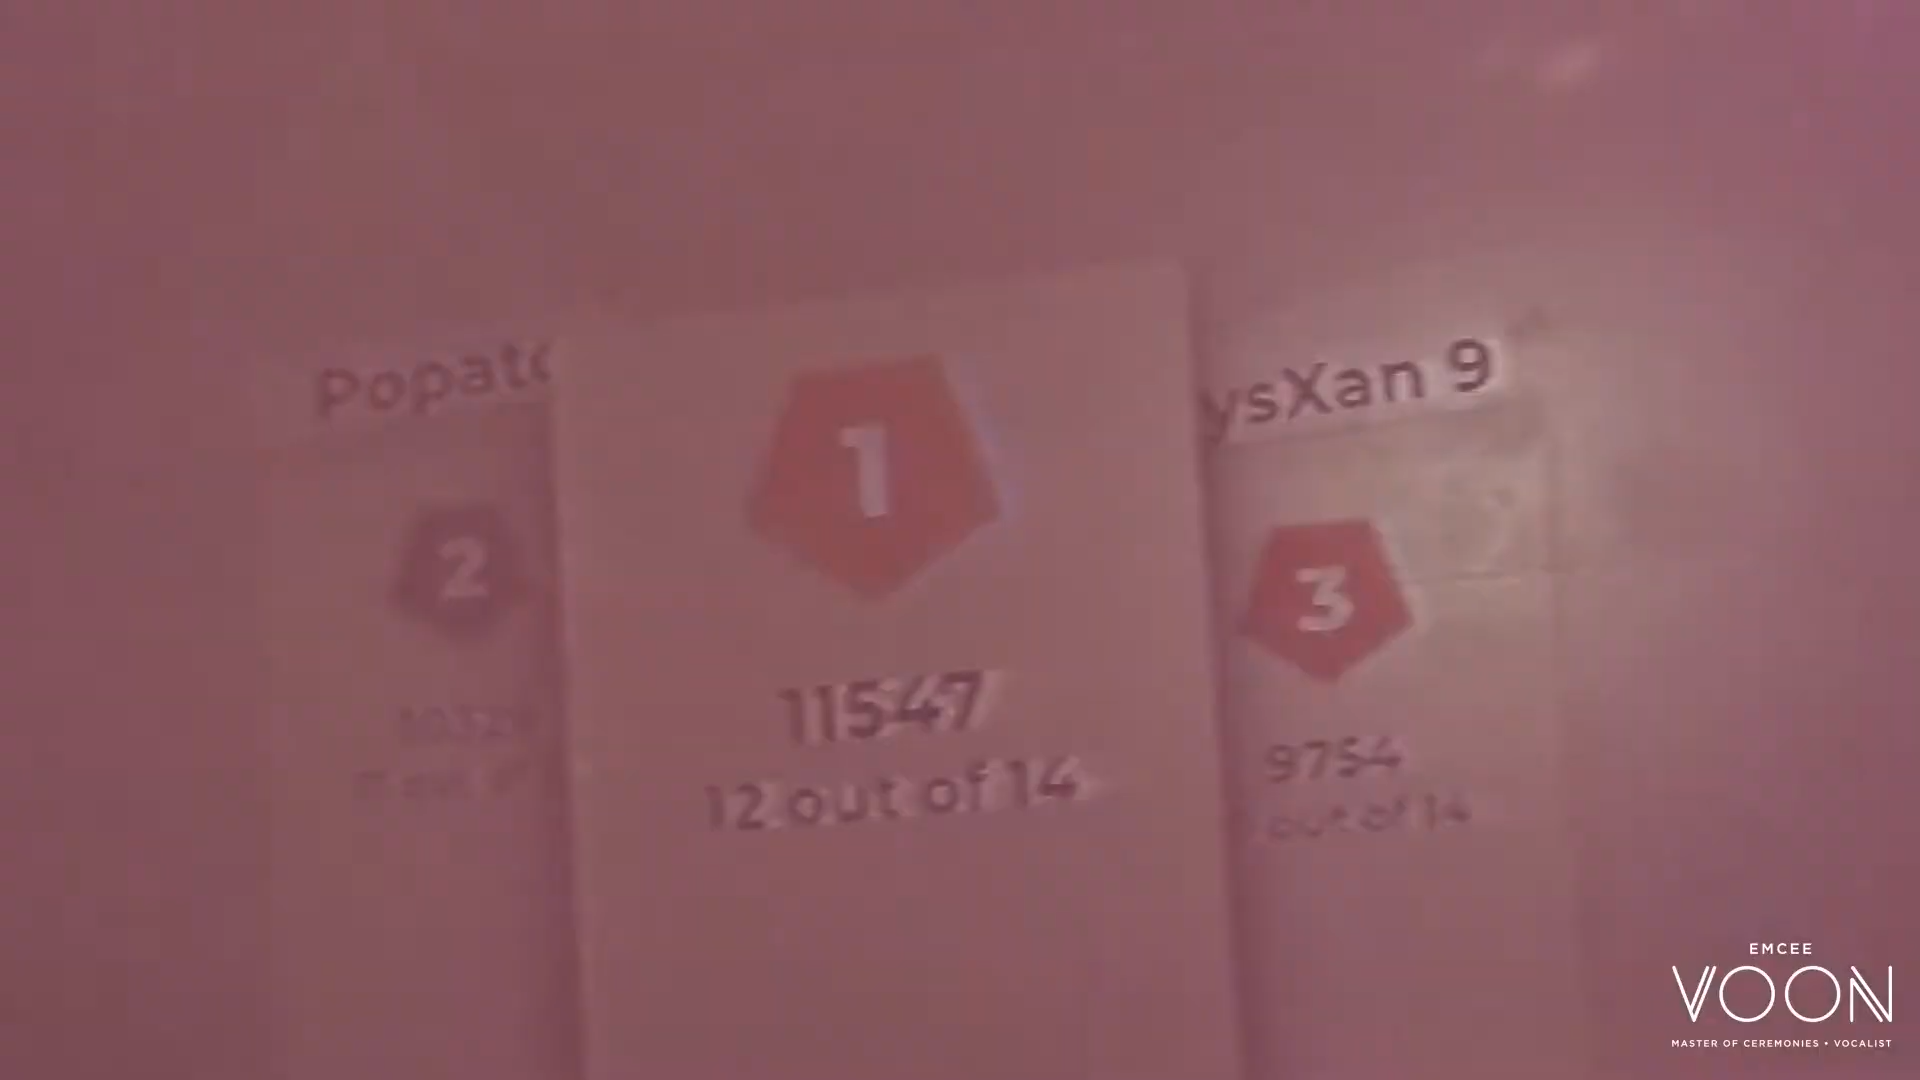 ysXan 9
1
2
3
11547
12 out of 14
9754
out of 14
EMCEE
VOON
MASTER OF CEREMONIES • VOCALIST